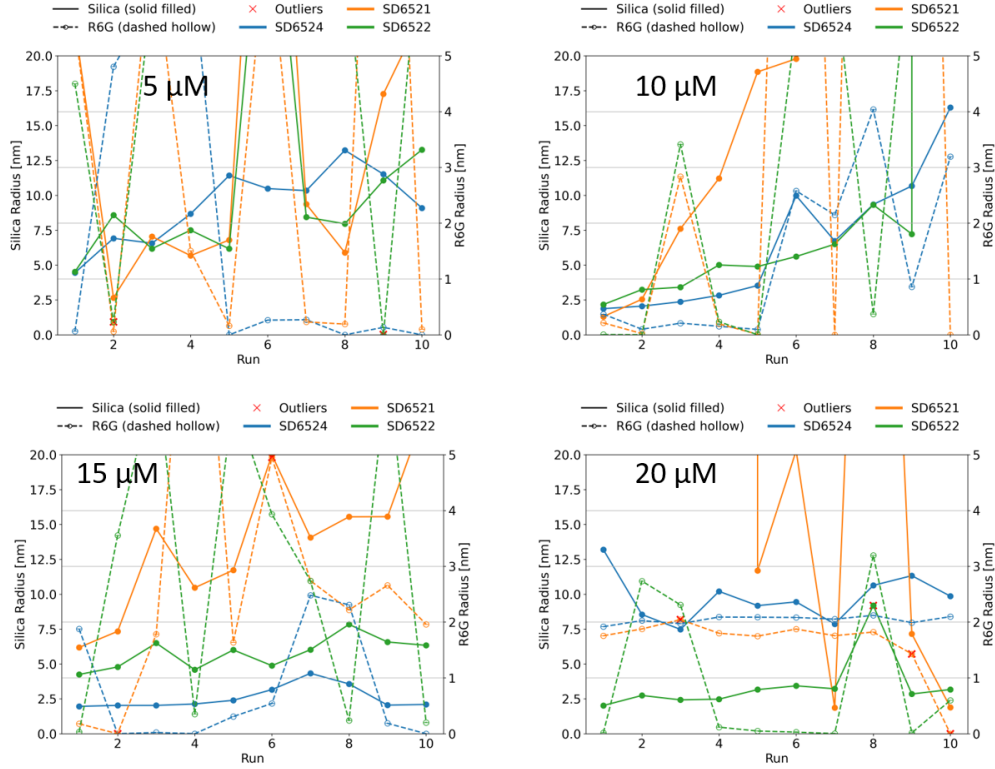 Silica (solid filled) Outliers SD6521
R6G (dashed hollow) SD6524 SD6522
5 µM
20.0
17.5
15.0
12.5
10.0
7.5
5.0
2.5
0.0
Silica Radius [nm]
5
4
3
2
1
0
R6G Radius [nm]
2 4 6 8 10
Run
Silica (solid filled) Outliers SD6521
R6G (dashed hollow) SD6524 SD6522
10 µM
20.0
17.5
15.0
12.5
10.0
7.5
5.0
2.5
0.0
Silica Radius [nm]
5
4
3
2
1
0
R6G Radius [nm]
2 4 6 8 10
Run
Silica (solid filled) Outliers SD6521
R6G (dashed hollow) SD6524 SD6522
15 µM
20.0
17.5
15.0
12.5
10.0
7.5
5.0
2.5
0.0
Silica Radius [nm]
5
4
3
2
1
0
R6G Radius [nm]
2 4 6 8 10
Run
Silica (solid filled) Outliers SD6521
R6G (dashed hollow) SD6524 SD6522
20 µM
20.0
17.5
15.0
12.5
10.0
7.5
5.0
2.5
0.0
Silica Radius [nm]
5
4
3
2
1
0
R6G Radius [nm]
2 4 6 8 10
Run